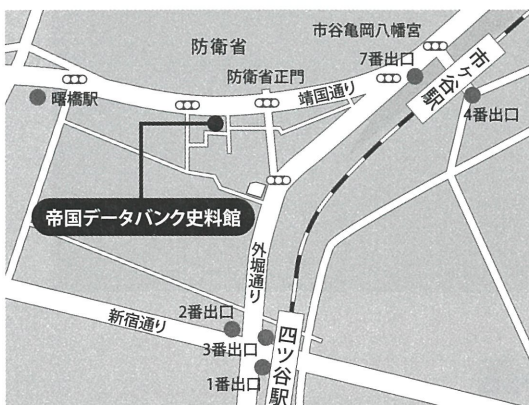 市谷亀岡八幡宮
防衛省
7番出口
市ヶ谷駅
防衛省正門
靖国通り
曙橋駅
4番出口
帝国データバンク史料館
外堀通り
2番出口
新宿通り
3番出口
四ツ谷駅
1番出口